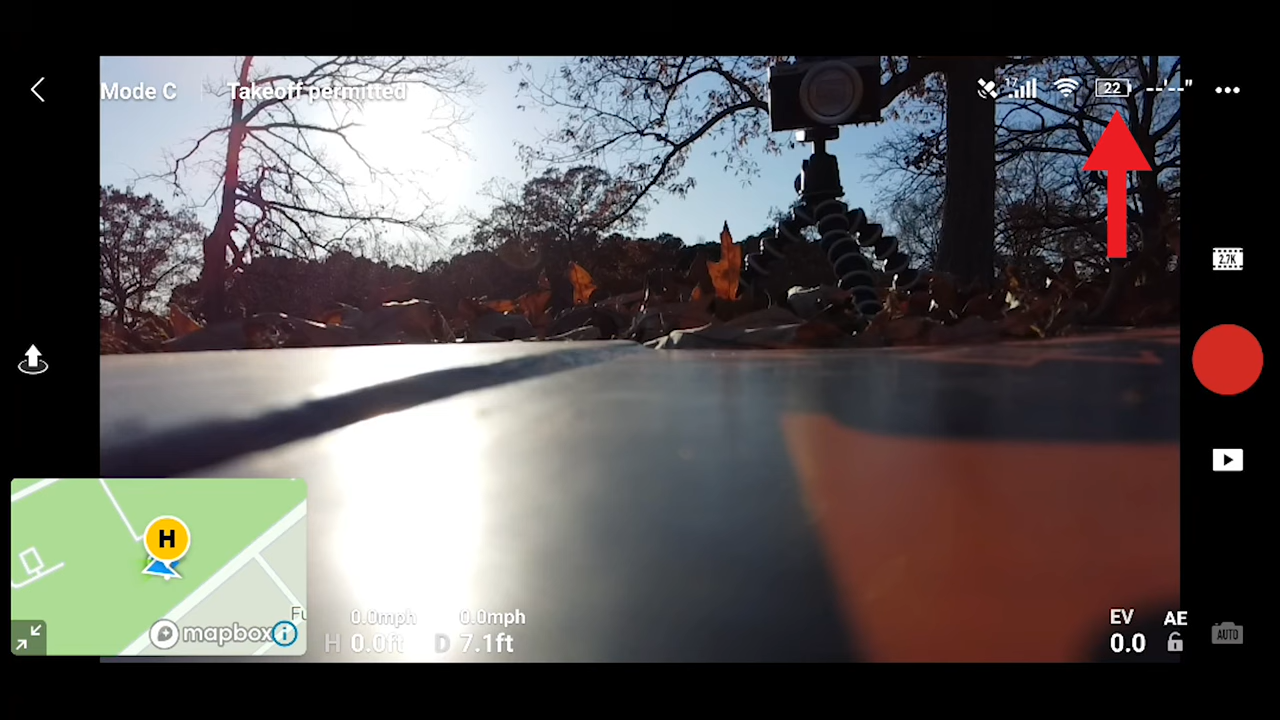 Mode C
Takeoff permitted
17
22
--'--"
2.7K
H
Fu
mapbox
i
0.0mph
0.0mph
H 0.0ft
D 7.1ft
EV
0.0
AE
AUTO